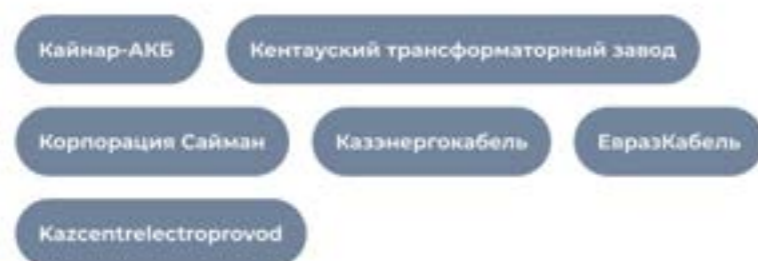 Кайнар-АКБ Кентауский трансформаторный завод
Корпорация Сайман Казэнергокабель ЕвразКабель
Kazcentrelectroprovod